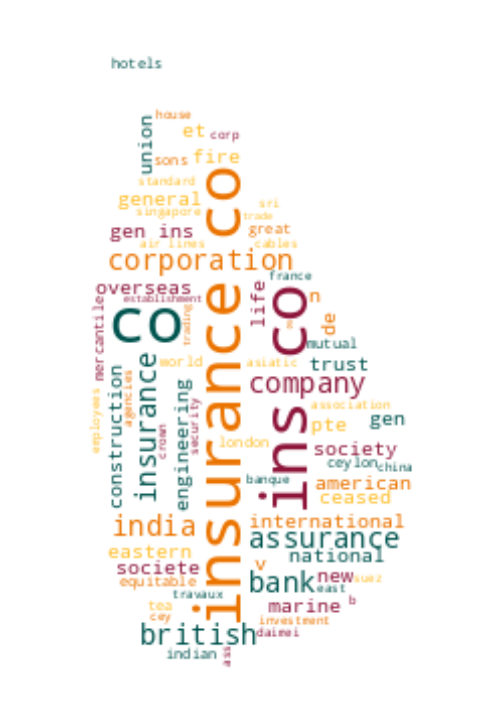 hotels
house
union
et
corp
sons
fire
standard
general
singapore
sri
trade
gen ins
great
air lines
cables
corporation
france
overseas
establishment
life
n
co
trading
insurance co
ins co
de
mercantile
mutual
world
asiatic
trust
company
insurance
construction
agencies
employees
engineering
crown
security
association
pte
gen
london
society
ceylon
china
banque
american
ceased
india
international
assurance
eastern
national
societe
v
equitable
bank
new
suez
east
travaux
tea
cey
marine
b
investment
british
daimei
indian
ass